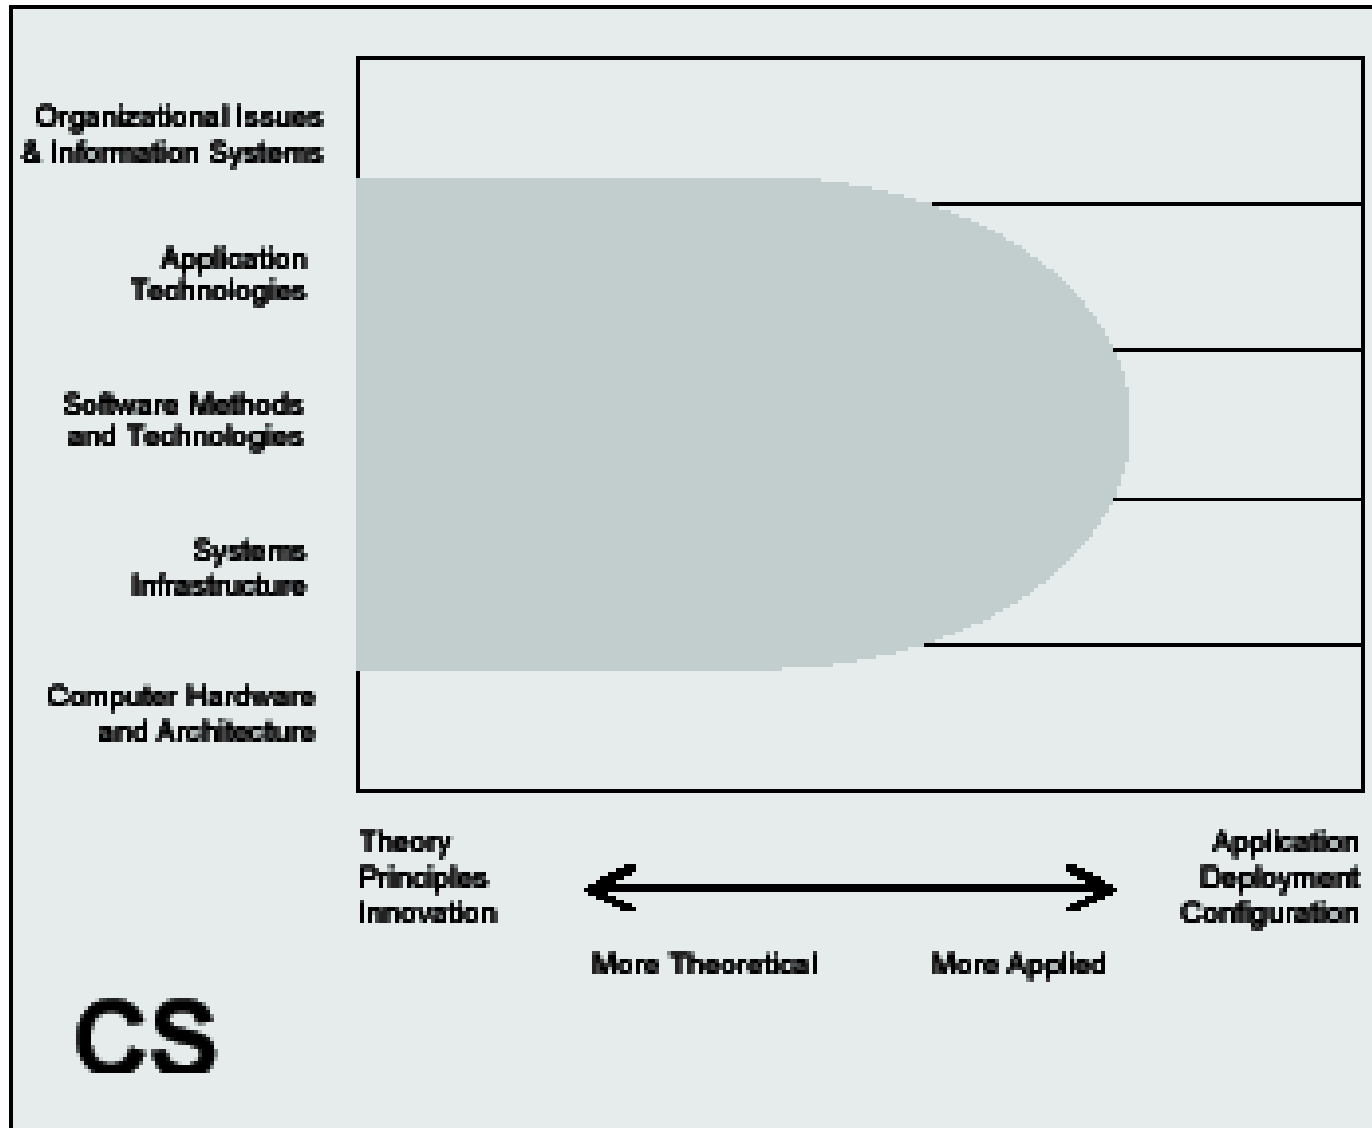 Organizational Issues
& Information Systems
Application
Technologies
Software Methods
and Technologies
Systems
Infrastructure
Computer Hardware
and Architecture
Theory
Principles
Innovation
Application
Deployment
Configuration
More Theoretical
More Applied
CS